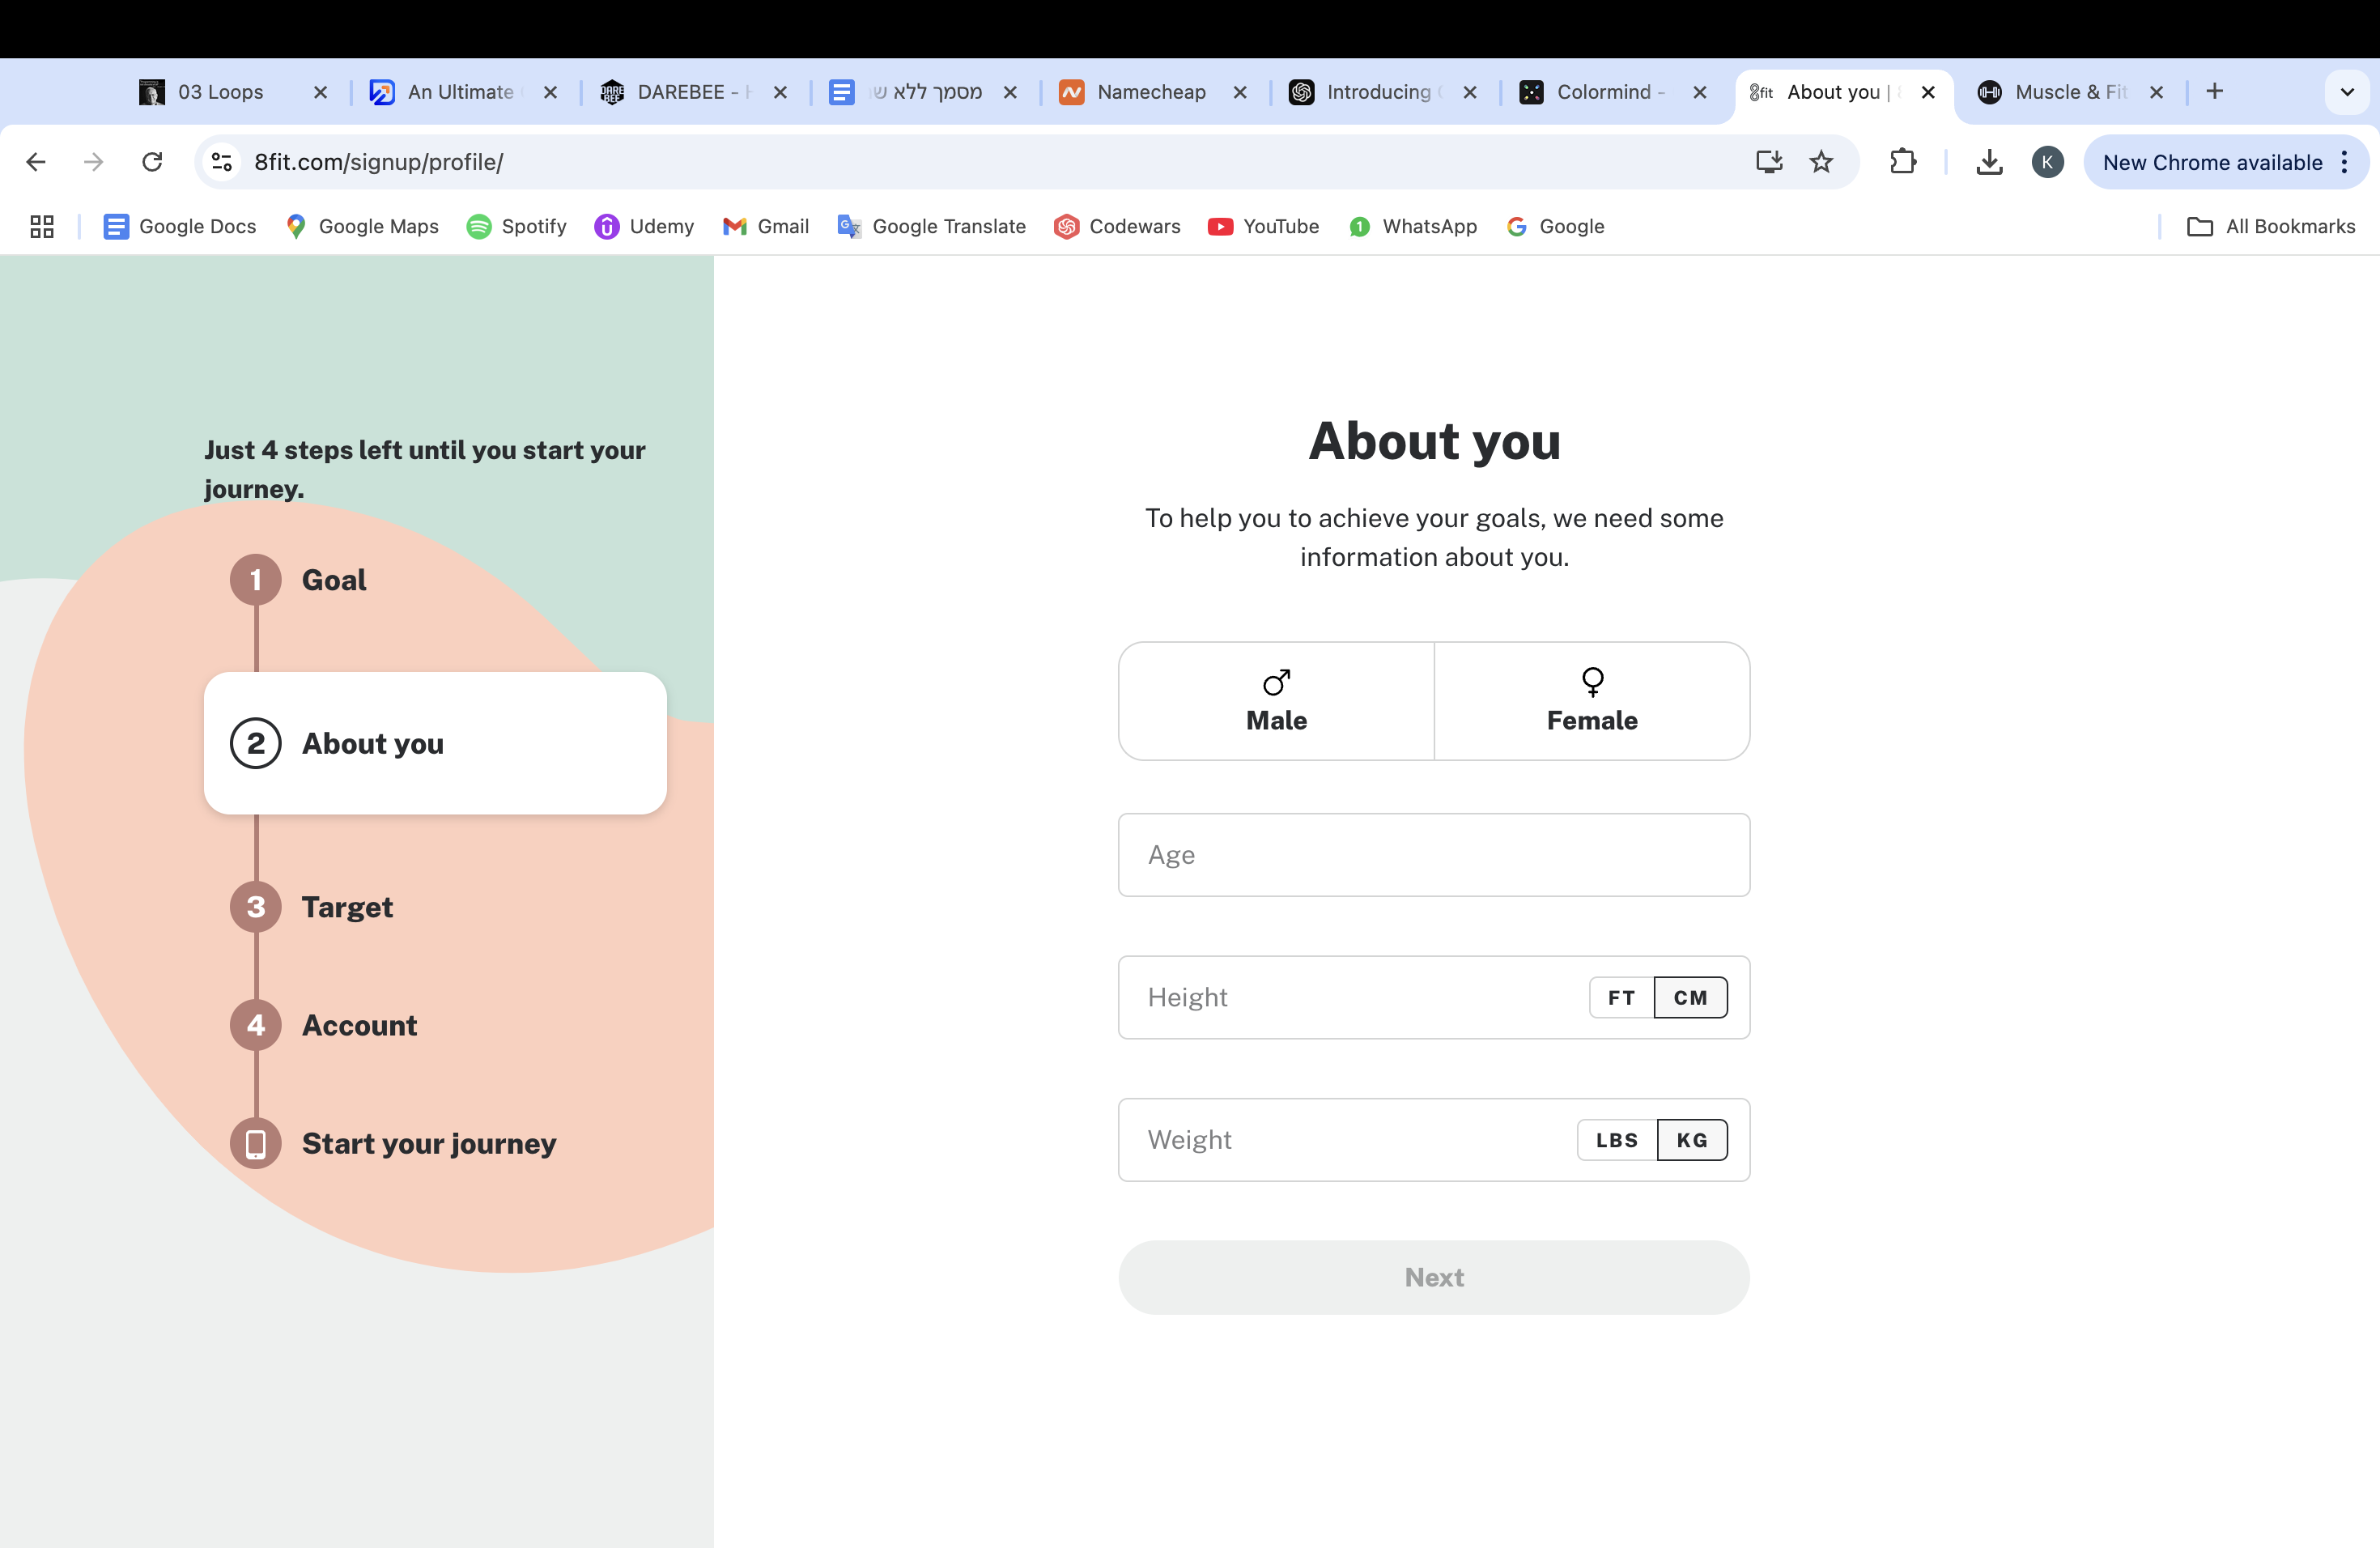 03 Loops
An Ultimate
DAREBEE -
מסמך ללא
Namecheap
Introducing
Colormind -
8fit
About you |
Muscle & Fit
8fit.com/signup/profile/
K
New Chrome available
Google Docs
Google Maps
Spotify
Udemy
Gmail
Google Translate
Codewars
YouTube
1
WhatsApp
Google
All Bookmarks
Just 4 steps left until you start your
journey.
1 Goal
2 About you
3 Target
4 Account
Start your journey
About you
To help you to achieve your goals, we need some
information about you.
Male
Female
Age
Height
FT
CM
Weight
LBS
KG
Next